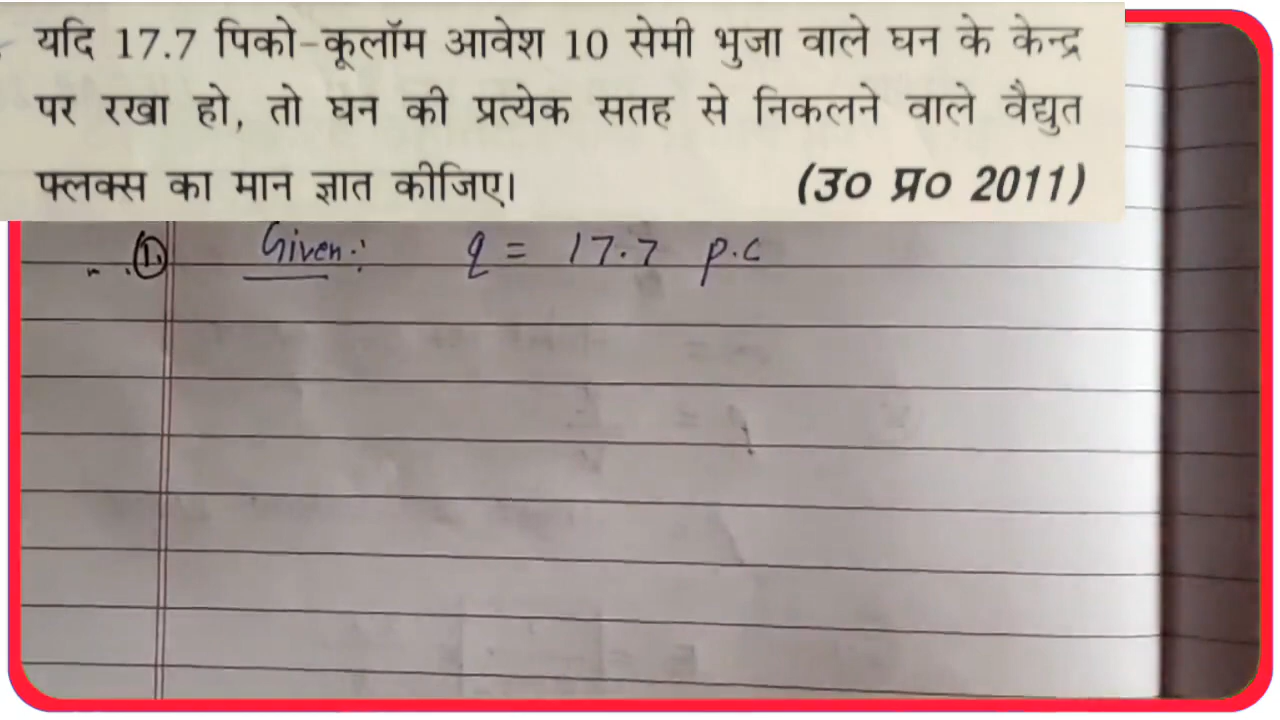 यदि 17.7 पिको-कूलॉम आवेश 10 सेमी भुजा वाले घन के केन्द्र
पर रखा हो, तो घन की प्रत्येक सतह से निकलने वाले वैद्युत
फ्लक्स का मान ज्ञात कीजिए। (उ० प्र० 2011)
① Given:- q = 17.7 p.c